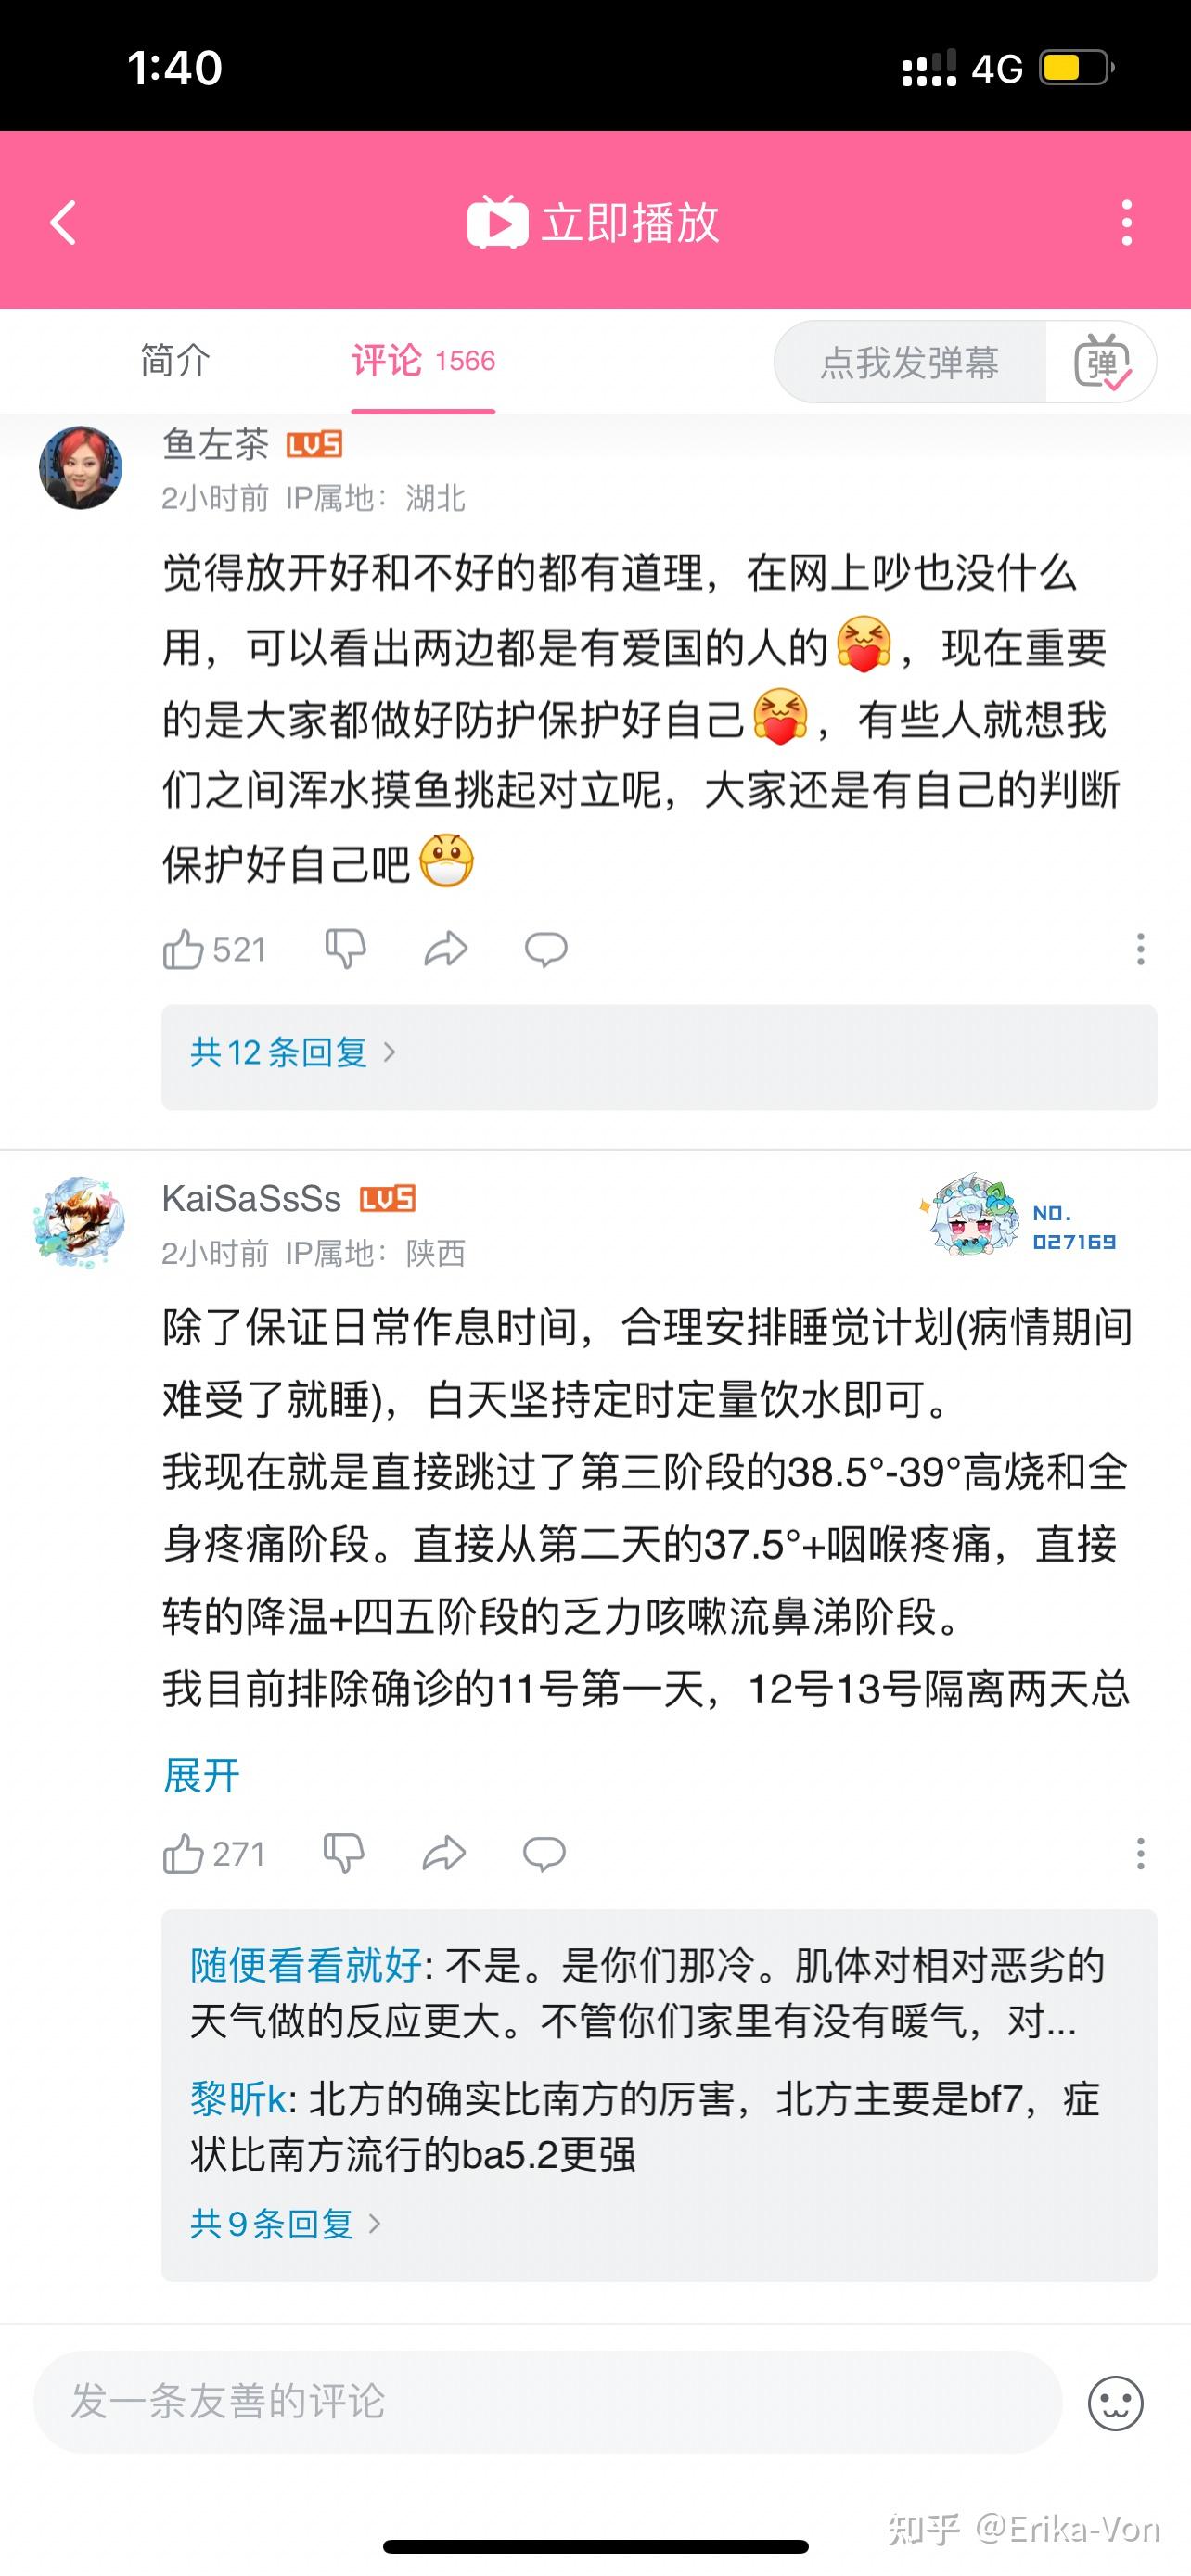 1:40
4G
立即播放
简介
评论 1566
点我发弹幕
弹
鱼左茶 LV5
2小时前 IP属地：湖北
觉得放开好和不好的都有道理，在网上吵也没什么
用，可以看出两边都是有爱国的人的，现在重要
的是大家都做好防护保护好自己，有些人就想我
们之间浑水摸鱼挑起对立呢，大家还是有自己的判断
保护好自己吧
521
共12条回复
KaiSaSsSs LV5
NO.
027169
2小时前 IP属地：陕西
除了保证日常作息时间，合理安排睡觉计划(病情期间
难受了就睡)，白天坚持定时定量饮水即可。
我现在就是直接跳过了第三阶段的38.5°-39°高烧和全
身疼痛阶段。直接从第二天的37.5°+咽喉疼痛，直接
转的降温+四五阶段的乏力咳嗽流鼻涕阶段。
我目前排除确诊的11号第一天，12号13号隔离两天总
展开
271
随便看看就好: 不是。是你们那冷。肌体对相对恶劣的
天气做的反应更大。不管你们家里有没有暖气，对...
黎昕k: 北方的确实比南方的厉害，北方主要是bf7，症
状比南方流行的ba5.2更强
共9条回复
发一条友善的评论
知乎 @Erika-Von